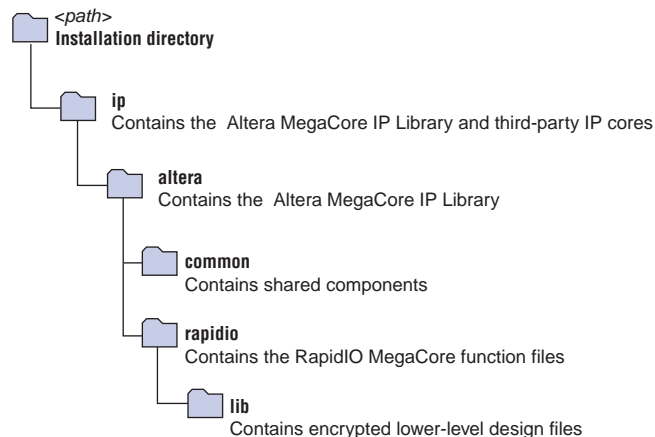 <path>
Installation directory
ip
Contains the Altera MegaCore IP Library and third-party IP cores
altera
Contains the Altera MegaCore IP Library
common
Contains shared components
rapidio
Contains the RapidIO MegaCore function files
lib
Contains encrypted lower-level design files